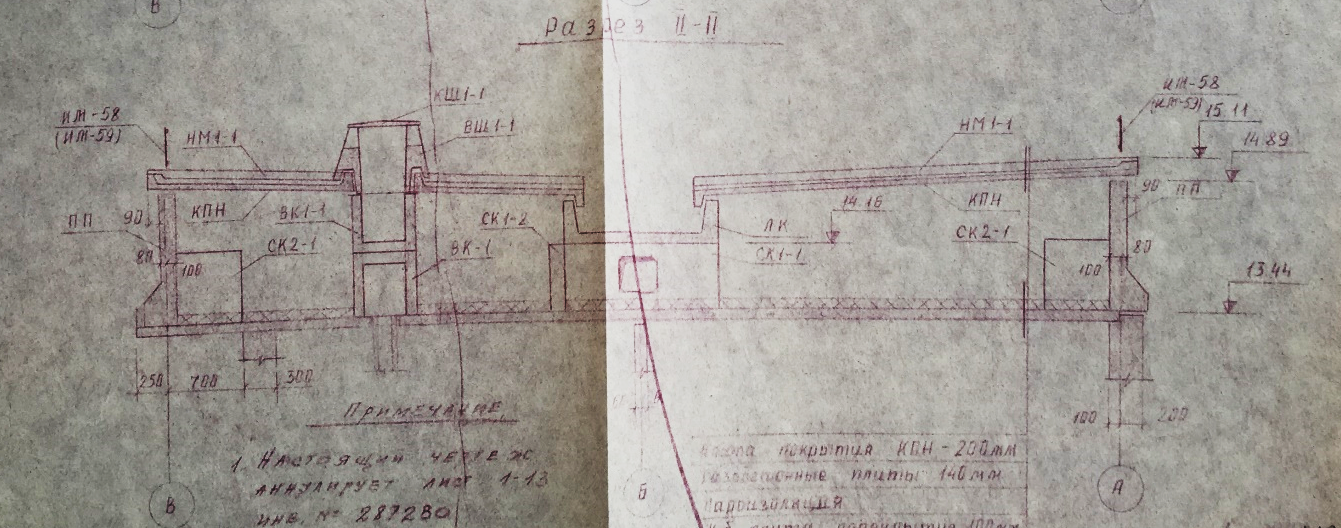 В
Разрез II-II
ИМ-58
(ИМ-59)
НМ1-1
КШ1-1
ВШ1-1
НМ1-1
ИМ-58
(ИМ-59)
15.11
14.89
ПП
90
КПН
ВК1-1
СК1-2
14.16
ЛК
КПН
90
ПП
80
100
СК2-1
ВК-1
СК1-1
СК2-1
100
80
13.44
250
700
300
100
200
Примечание
1. Настоящий чертеж
аннулирует лист 1-13
инв. № 287280
покрытия КПН-200мм
плиты 140мм
Пароизоляция
плита перекрытия
В
Б
А